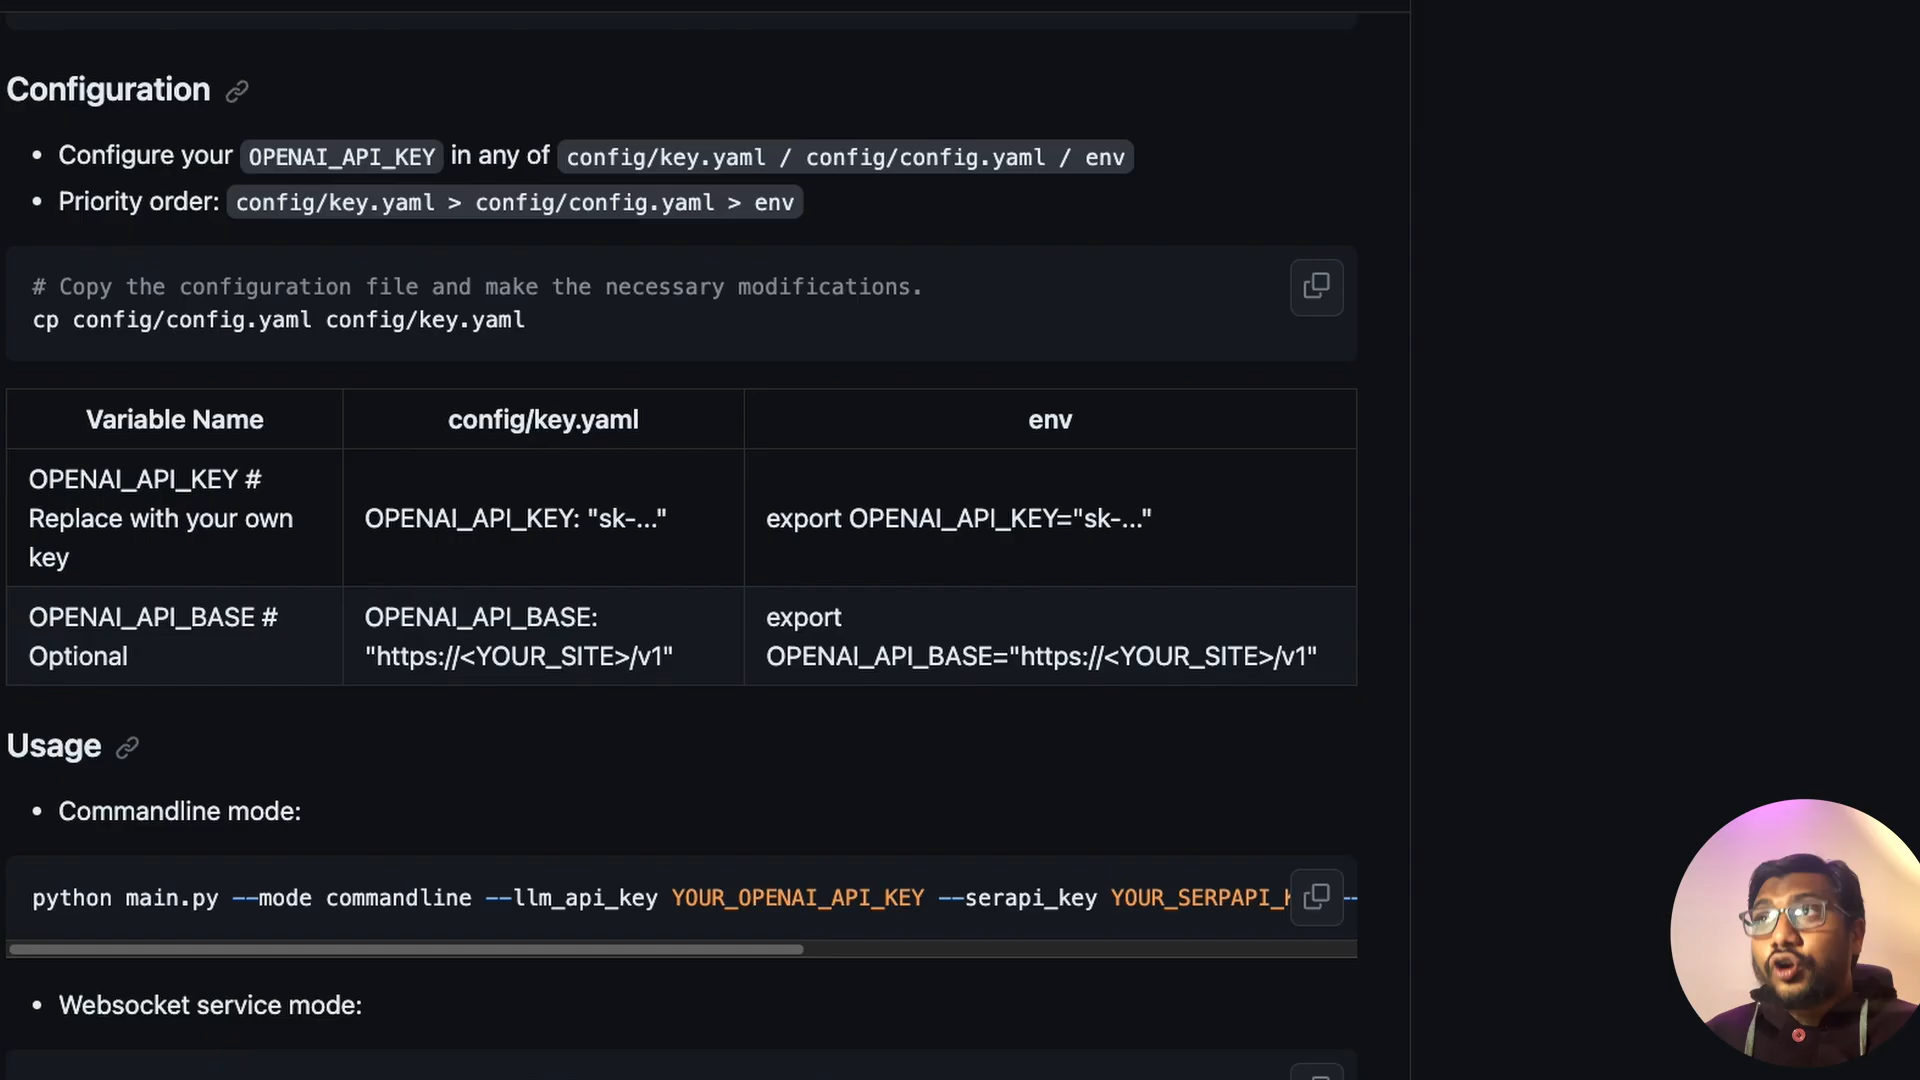 Configuration
• Configure your OPENAI_API_KEY in any of config/key.yaml / config/config.yaml / env
• Priority order: config/key.yaml > config/config.yaml > env
# Copy the configuration file and make the necessary modifications.
cp config/config.yaml config/key.yaml
Variable Name config/key.yaml env
OPENAI_API_KEY #
Replace with your own
key
OPENAI_API_KEY: "sk-..."
export OPENAI_API_KEY="sk-..."
OPENAI_API_BASE #
Optional
OPENAI_API_BASE:
"https://<YOUR_SITE>/v1"
export
OPENAI_API_BASE="https://<YOUR_SITE>/v1"
Usage
• Commandline mode:
python main.py --mode commandline --llm_api_key YOUR_OPENAI_API_KEY --serapi_key YOUR_SERPAPI_K --
• Websocket service mode: